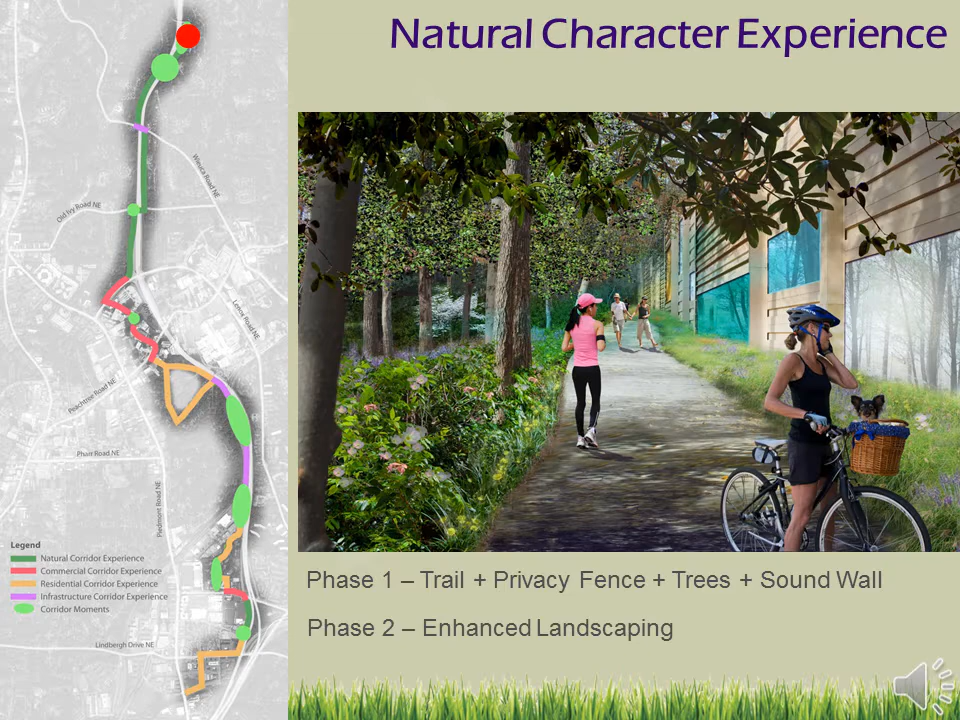 Natural Character Experience
Wieuca Road NE
Old Ivy Road NE
Lenox Road NE
Peachtree Road NE
Pharr Road NE
Piedmont Road NE
Legend
Natural Corridor Experience
Commercial Corridor Experience
Residential Corridor Experience
Infrastructure Corridor Experience
Corridor Moments
Lindbergh Drive NE
Phase 1 – Trail + Privacy Fence + Trees + Sound Wall
Phase 2 – Enhanced Landscaping